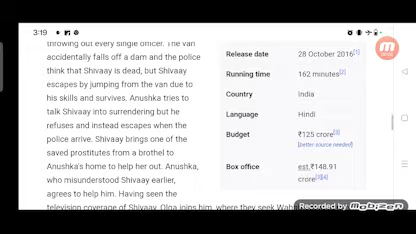 3:19
throwing out every single officer. The van
accidentally falls off a dam and the police
think that Shivaay is dead, but Shivaay
escapes by jumping from the van due to
his skills and survives. Anushka tries to
talk Shivaay into surrendering but he
refuses and instead escapes when the
police arrive. Shivaay brings one of the
saved prostitutes from a brothel to
Anushka's home to help her out. Anushka,
who misunderstood Shivaay earlier,
agrees to help him. Having seen the
television coverage of Shivaay, Olga joins him, where they seek
Release date 28 October 2016[1]
Running time 162 minutes[2]
Country India
Language Hindi
Budget ₹125 crore[3]
[better source needed]
Box office est.₹148.91
crore[3][4]
Recorded by MOBIZEN